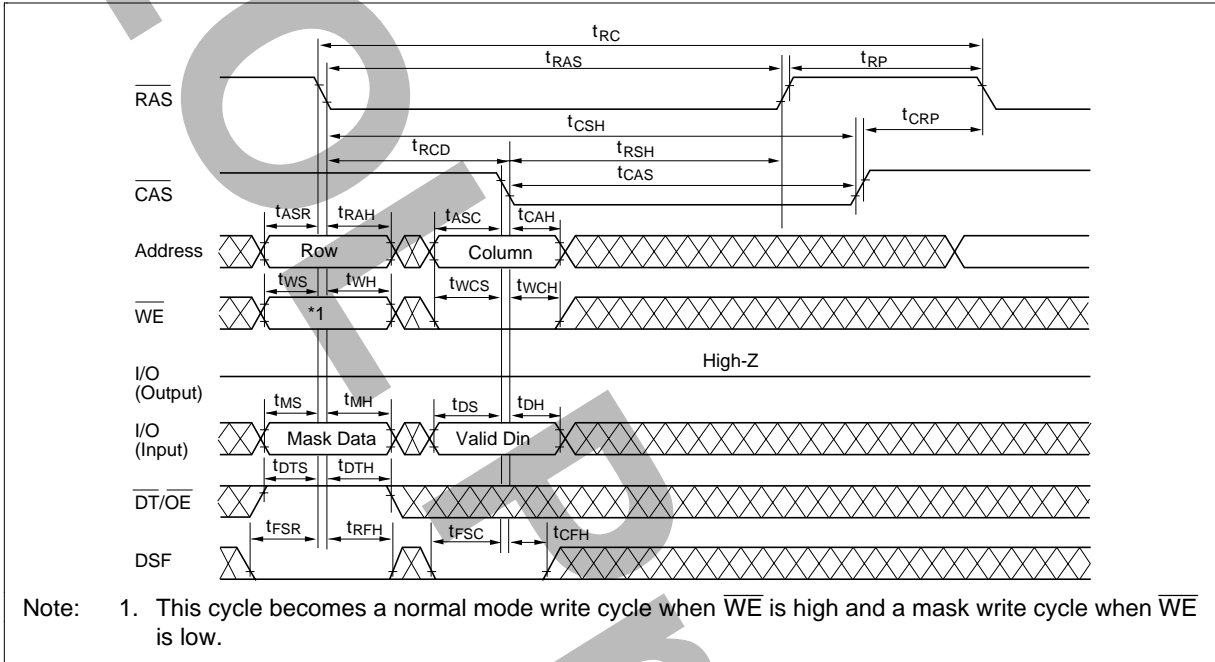 tRC
tRAS tRP
RAS
tCSH tCRP
tRCD tRSH
tCAS
CAS
tASR tRAH tASC tCAH
Address Row Column
tWS tWH tWCS tWCH
WE *1
High-Z
I/O
(Output)
tMS tMH tDS tDH
I/O
(Input) Mask Data Valid Din
tDTS tDTH
DT/OE
tFSR tRFH tFSC tCFH
DSF
Note: 1. This cycle becomes a normal mode write cycle when WE is high and a mask write cycle when WE
is low.